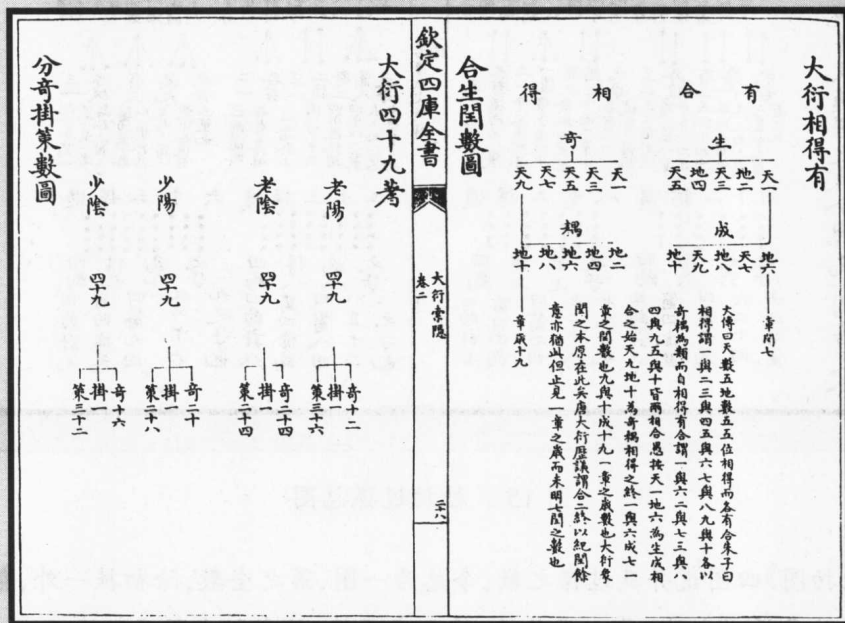 大衍相得有
有合相得
生
天一
地二
天三
地四
天五
成
地六
天七
地八
天九
地十
章閏七
奇
天一
天三
天五
天七
天九
耦
地二
地四
地六
地八
地十
章歲十九
大傳曰天數五地數五五位相得而各有合朱子曰
相得謂一與二三與四五與六七與八九與十各以
奇耦為類而自相得有合謂一與六二與七三與八
四與九五與十皆兩相合愚按天一地六為生成相
合之始天九地十為奇耦相得之終一與六成七一
章之閏數也九與十成十九一章之歲數也大衍章
閏之本原在此矣唐大衍歷議謂合二終以紀閏餘
意亦猶此但止見一章之歲而未明七閏之數也
合生閏數圖
欽定四庫全書
大衍索隱
卷二
二八
大衍四十九蓍
老陽
四十九
奇十二
掛
策三十六
老陰
四十九
奇二十四
掛
策二十四
少陽
四十九
奇二十
掛
策二十八
少陰
四十九
奇十六
掛
策三十二
分奇掛策數圖